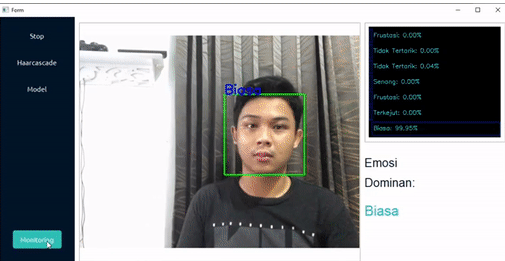 Form
Stop
Haarcascade
Model
Monitoring
Biasa
Frustasi: 0.00%
Tidak Tertarik: 0.00%
Tidak Tertarik: 0.04%
Senang: 0.00%
Frustasi: 0.00%
Terkejut: 0.00%
Biasa: 99.95%
Emosi
Dominan:
Biasa